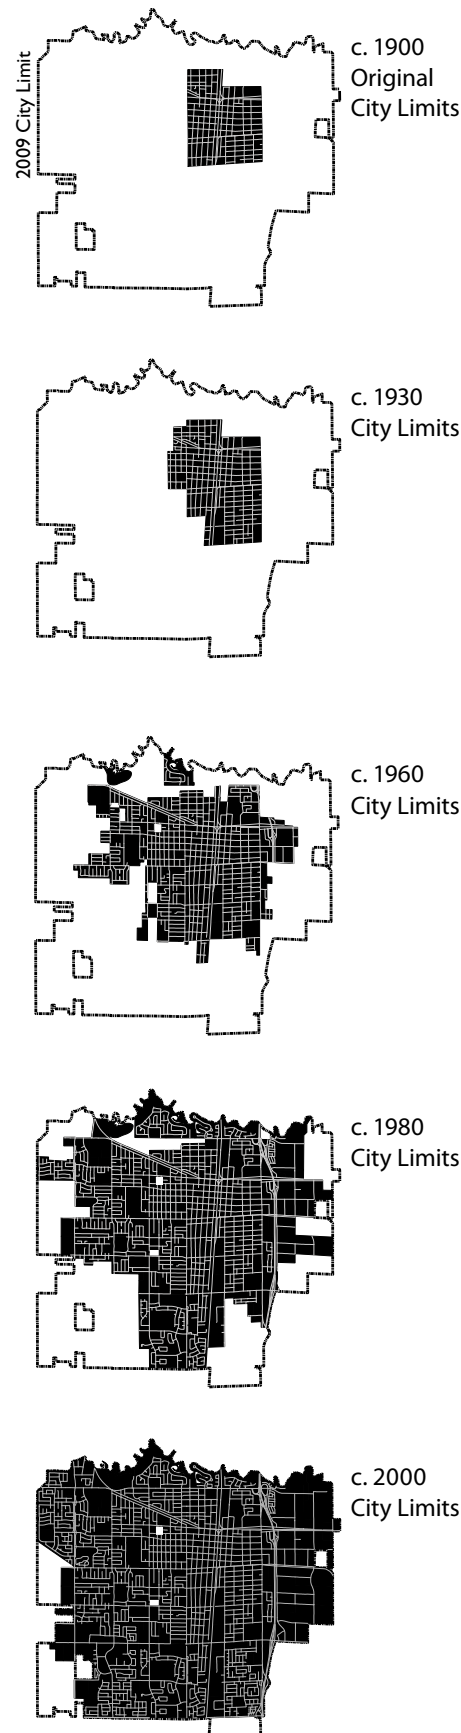 2009 City Limit
c. 1900
Original
City Limits
c. 1930
City Limits
c. 1960
City Limits
c. 1980
City Limits
c. 2000
City Limits